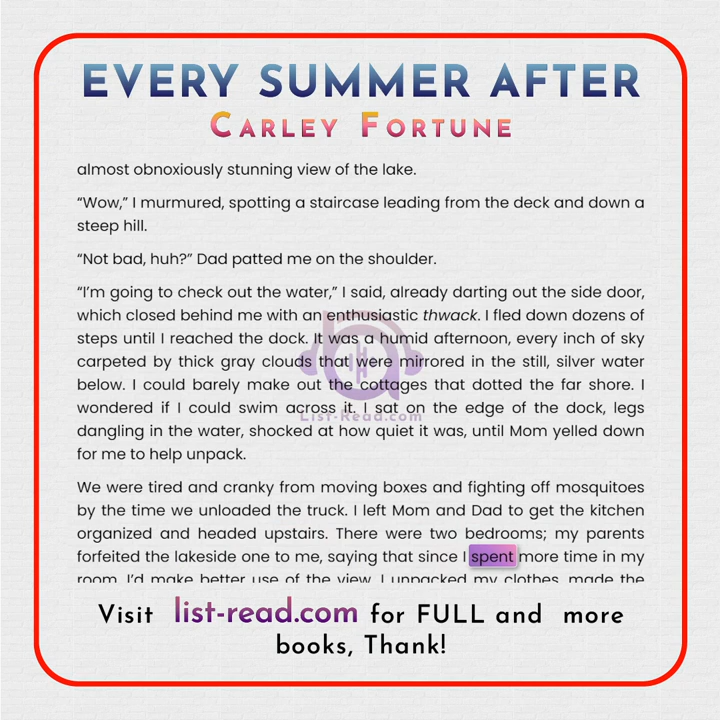 EVERY SUMMER AFTER
CARLEY FORTUNE
almost obnoxiously stunning view of the lake.
“Wow,” I murmured, spotting a staircase leading from the deck and down a
steep hill.
“Not bad, huh?” Dad patted me on the shoulder.
“I’m going to check out the water,” I said, already darting out the side door,
which closed behind me with an enthusiastic thwack. I fled down dozens of
steps until I reached the dock. It was a humid afternoon, every inch of sky
carpeted by thick gray clouds that were mirrored in the still, silver water
below. I could barely make out the cottages that dotted the far shore. I
wondered if I could swim across it. I sat on the edge of the dock, legs
List-Read.com
dangling in the water, shocked at how quiet it was, until Mom yelled down
for me to help unpack.
We were tired and cranky from moving boxes and fighting off mosquitoes
by the time we unloaded the truck. I left Mom and Dad to get the kitchen
organized and headed upstairs. There were two bedrooms; my parents
forfeited the lakeside one to me, saying that since I spent more time in my
room, I’d make better use of the view. I unpacked my clothes, made the
Visit list-read.com for FULL and more
books, Thank!